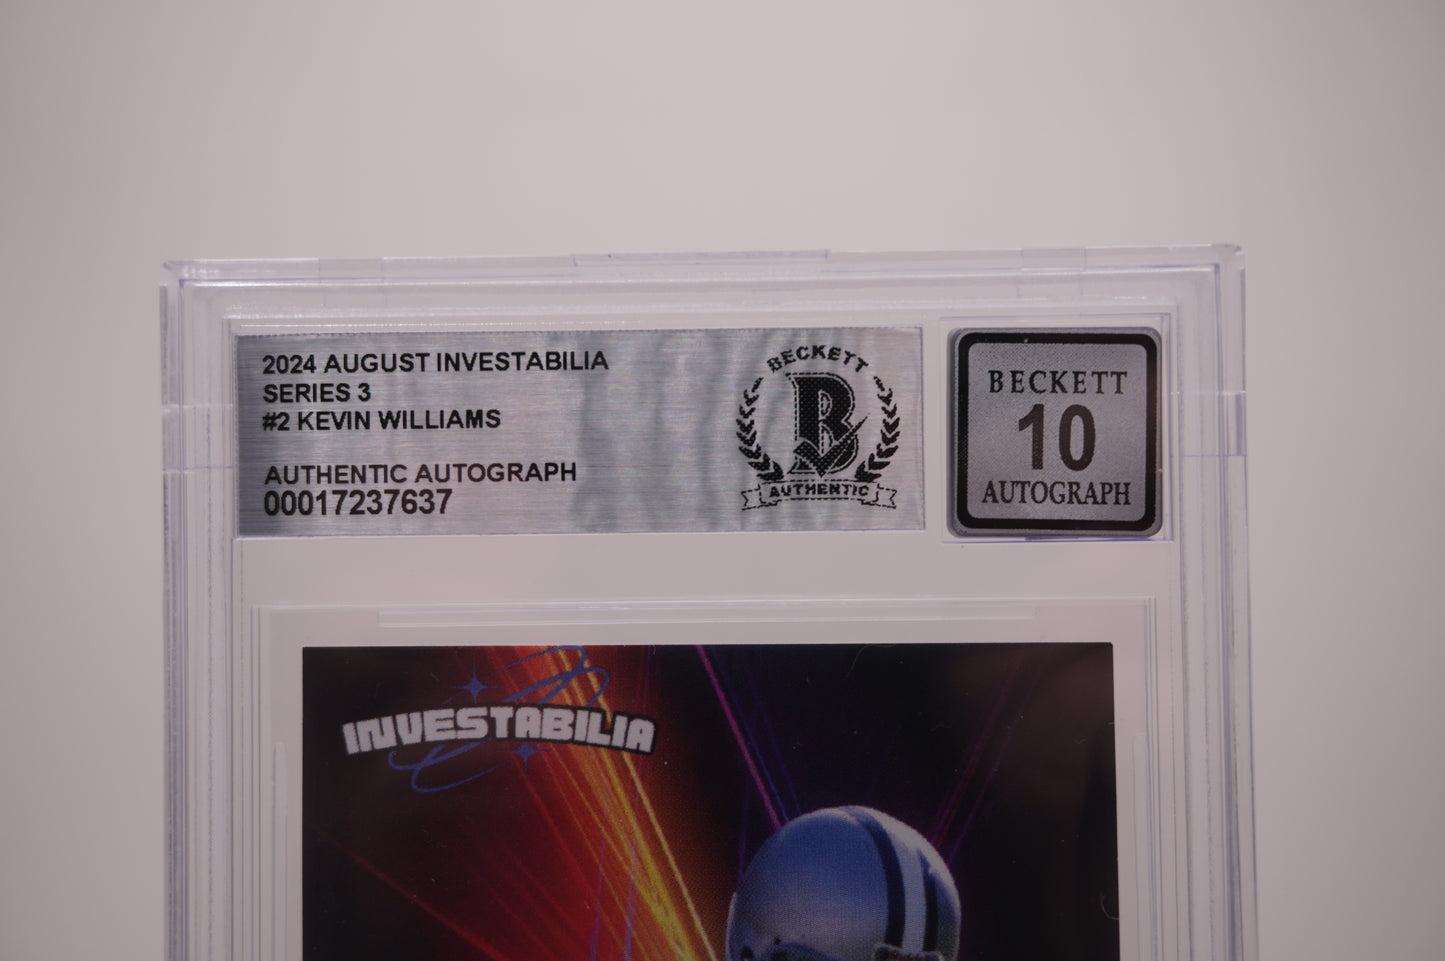 2024 AUGUST INVESTABILIA
SERIES 3
#2 KEVIN WILLIAMS
AUTHENTIC AUTOGRAPH
00017237637
BECKETT
B
AUTHENTIC
BECKETT
10
AUTOGRAPH
INVESTABILIA